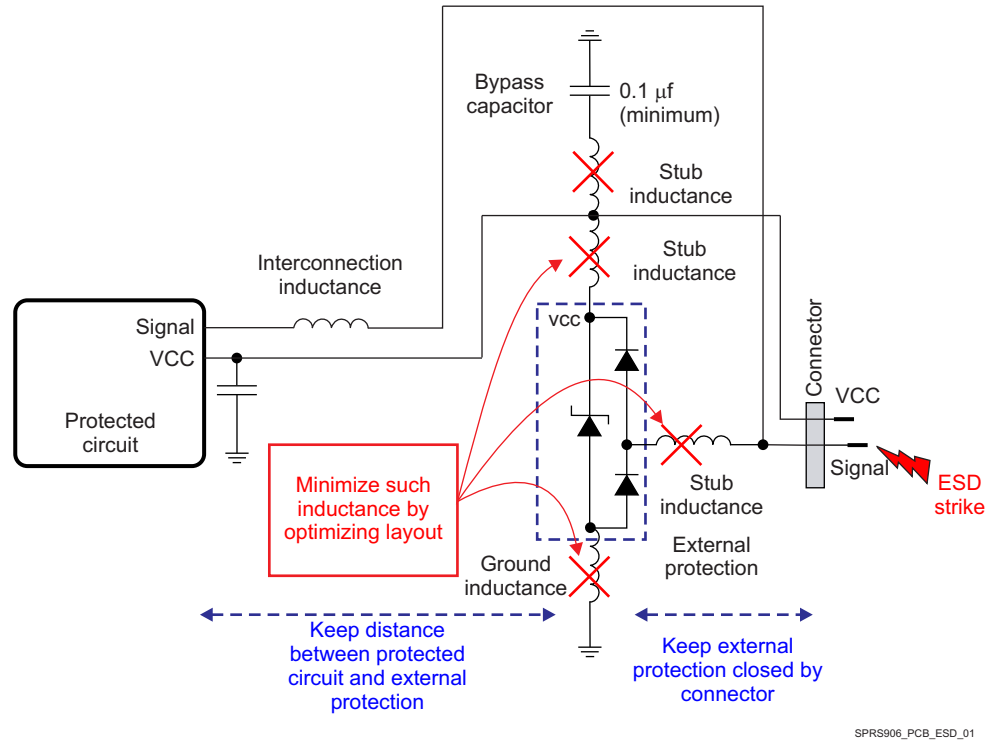 Bypass
capacitor
0.1 μf
(minimum)
Stub
inductance
Stub
inductance
Interconnection
inductance
Signal
VCC
Protected
circuit
vcc
Connector
VCC
Signal
ESD
strike
Minimize such
inductance by
optimizing layout
Stub
inductance
External
protection
Ground
inductance
Keep distance
between protected
circuit and external
protection
Keep external
protection closed by
connector
SPRS906_PCB_ESD_01